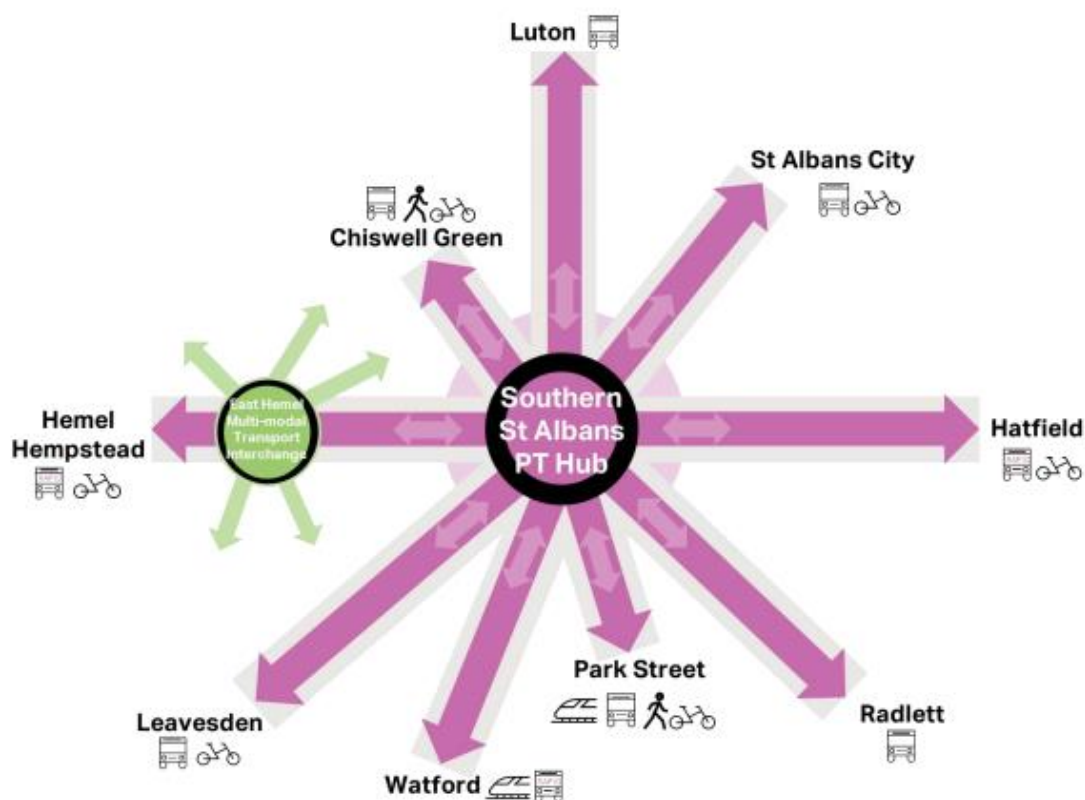 Luton
St Albans City
Chiswell Green
Hemel
Hempstead
East Hemel
Multi-modal
Transport
Interchange
Southern
St Albans
PT Hub
Hatfield
Park Street
Leavesden
Radlett
Watford